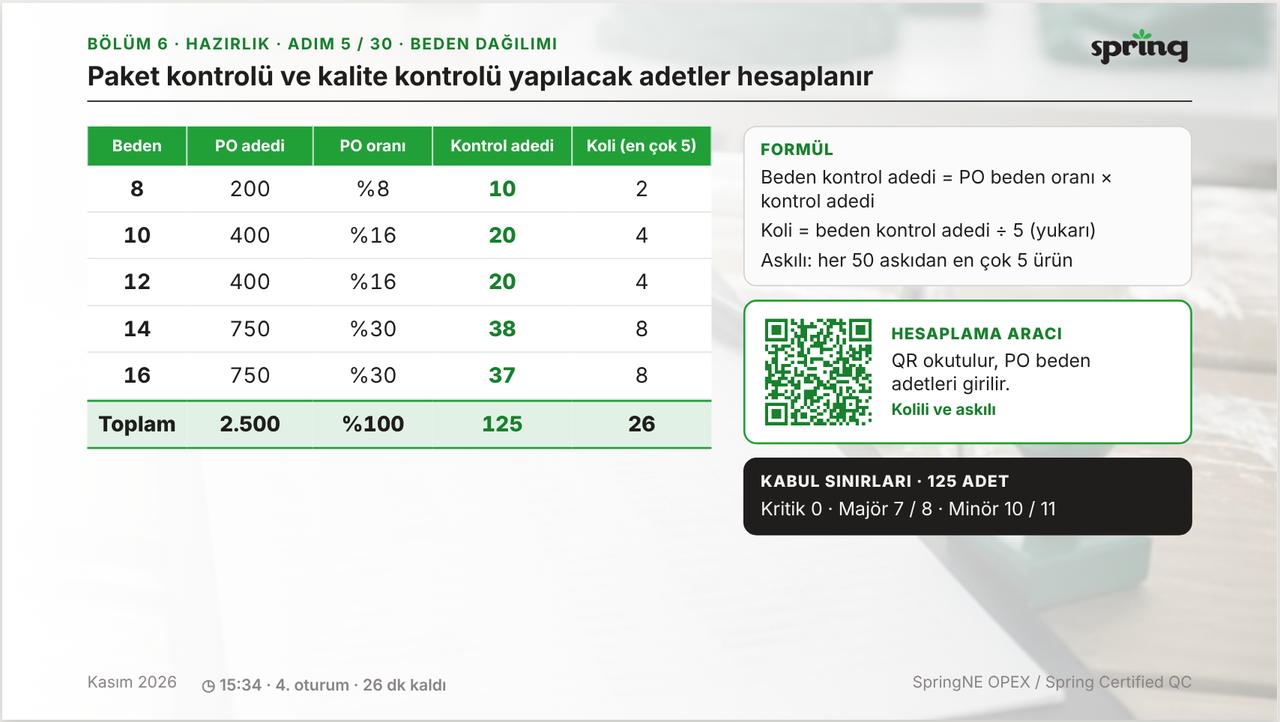 BÖLÜM 6 · HAZIRLIK · ADIM 5 / 30 · BEDEN DAĞILIMI
spring
Paket kontrolü ve kalite kontrolü yapılacak adetler hesaplanır
Beden PO adedi PO oranı Kontrol adedi Koli (en çok 5)
8 200 %8 10 2
10 400 %16 20 4
12 400 %16 20 4
14 750 %30 38 8
16 750 %30 37 8
Toplam 2.500 %100 125 26
FORMÜL
Beden kontrol adedi = PO beden oranı ×
kontrol adedi
Koli = beden kontrol adedi ÷ 5 (yukarı)
Askılı: her 50 askıdan en çok 5 ürün
HESAPLAMA ARACI
QR okutulur, PO beden
adetleri girilir.
Kolili ve askılı
KABUL SINIRLARI · 125 ADET
Kritik 0 · Majör 7 / 8 · Minör 10 / 11
Kasım 2026
15:34 · 4. oturum · 26 dk kaldı
SpringNE OPEX / Spring Certified QC